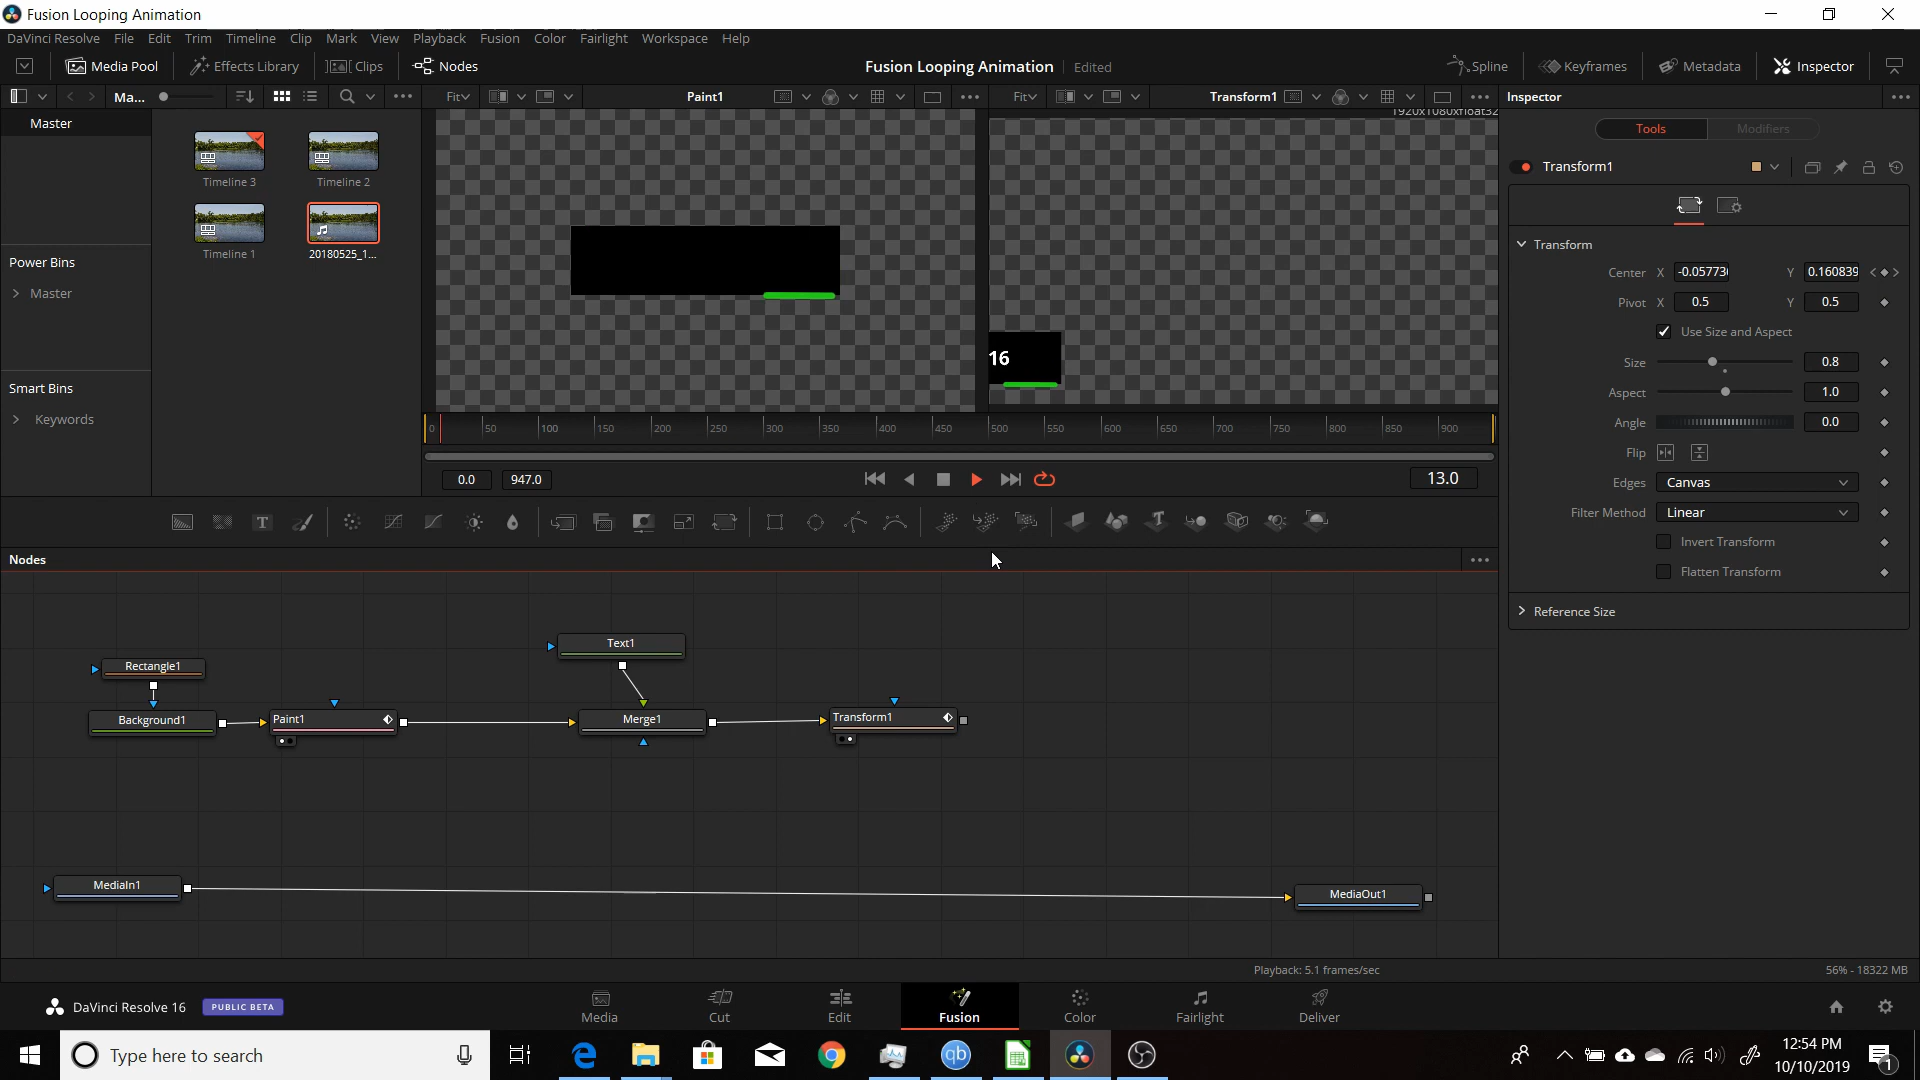 Fusion Looping Animation
DaVinci Resolve File Edit Trim Timeline Clip Mark View Playback Fusion Color Fairlight Workspace Help
Media Pool Effects Library Clips Nodes Fusion Looping Animation Edited Spline Keyframes Metadata Inspector
Ma... Fit Paint1 Fit Transform1 Inspector
1920x1080xfloat32
Master
Tools Modifiers
Transform1
Timeline 3 Timeline 2
Timeline 1 20180525_1...
Power Bins
Master
Smart Bins
Keywords
16
Transform
Center X -0.05773 Y 0.160839
Pivot X 0.5 Y 0.5
Use Size and Aspect
Size 0.8
Aspect 1.0
Angle 0.0
Flip
Edges Canvas
Filter Method Linear
Invert Transform
Flatten Transform
Reference Size
0 50 100 150 200 250 300 350 400 450 500 550 600 650 700 750 800 850 900
0.0 947.0 13.0
Nodes
Text1
Rectangle1
Background1 Paint1 Merge1 Transform1
MediaIn1 MediaOut1
Playback: 5.1 frames/sec 56% - 18322 MB
DaVinci Resolve 16 PUBLIC BETA Media Cut Edit Fusion Color Fairlight Deliver
Type here to search
qb
12:54 PM
10/10/2019
1